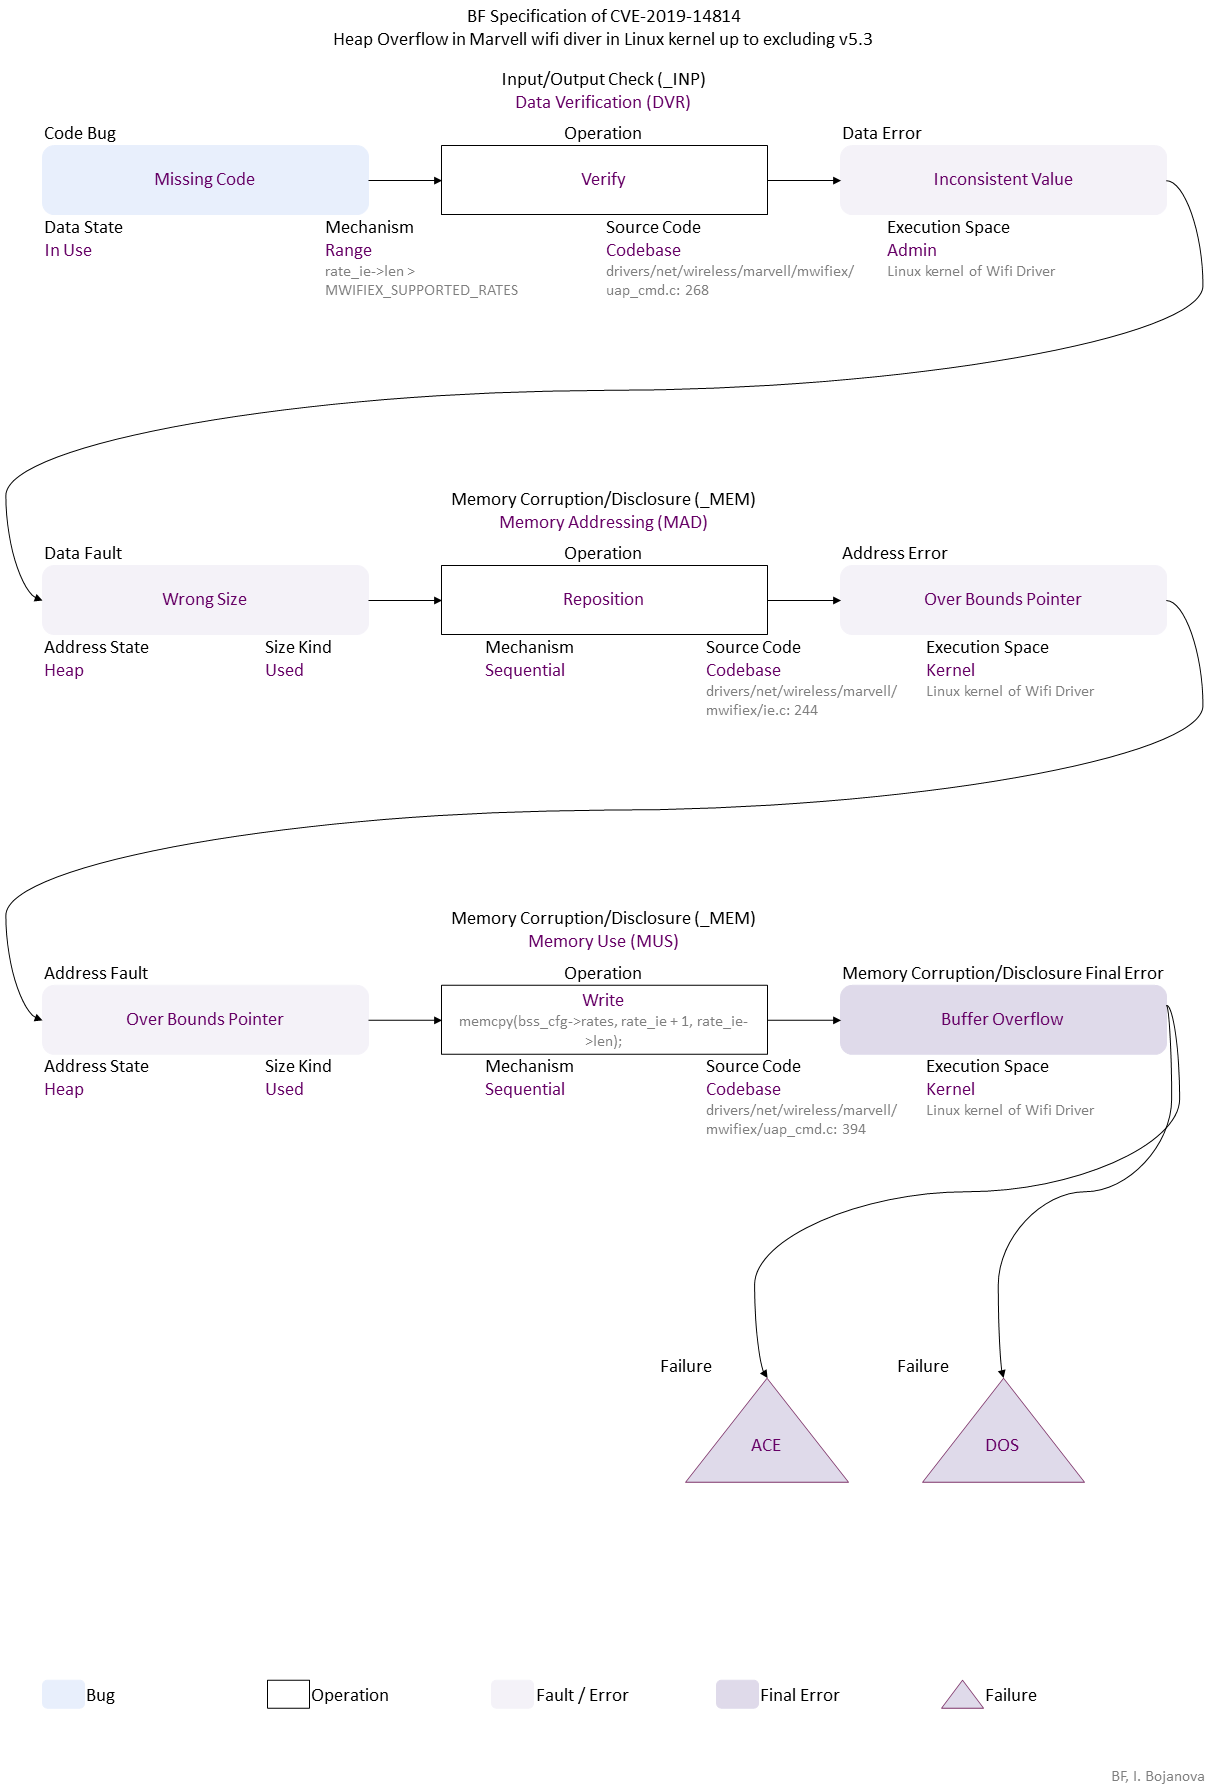 BF Specification of CVE-2019-14814
Heap Overflow in Marvell wifi diver in Linux kernel up to excluding v5.3
Input/Output Check (_INP)
Data Verification (DVR)
Code Bug
Operation
Data Error
Missing Code
Verify
Inconsistent Value
Data State
Mechanism
Source Code
Execution Space
In Use
Range
Codebase
Admin
rate_ie->len >
drivers/net/wireless/marvell/mwifiex/
Linux kernel of Wifi Driver
MWIFIEX_SUPPORTED_RATES
uap_cmd.c: 268
Memory Corruption/Disclosure (_MEM)
Memory Addressing (MAD)
Data Fault
Operation
Address Error
Wrong Size
Reposition
Over Bounds Pointer
Address State
Size Kind
Mechanism
Source Code
Execution Space
Heap
Used
Sequential
Codebase
Kernel
drivers/net/wireless/marvell/
Linux kernel of Wifi Driver
mwifiex/ie.c: 244
Memory Corruption/Disclosure (_MEM)
Memory Use (MUS)
Address Fault
Operation
Memory Corruption/Disclosure Final Error
Over Bounds Pointer
Write
memcpy(bss_cfg->rates, rate_ie + 1, rate_ie-
>len);
Buffer Overflow
Address State
Size Kind
Mechanism
Source Code
Execution Space
Heap
Used
Sequential
Codebase
Kernel
drivers/net/wireless/marvell/
Linux kernel of Wifi Driver
mwifiex/uap_cmd.c: 394
Failure
Failure
ACE
DOS
Bug
Operation
Fault / Error
Final Error
Failure
BF, I. Bojanova